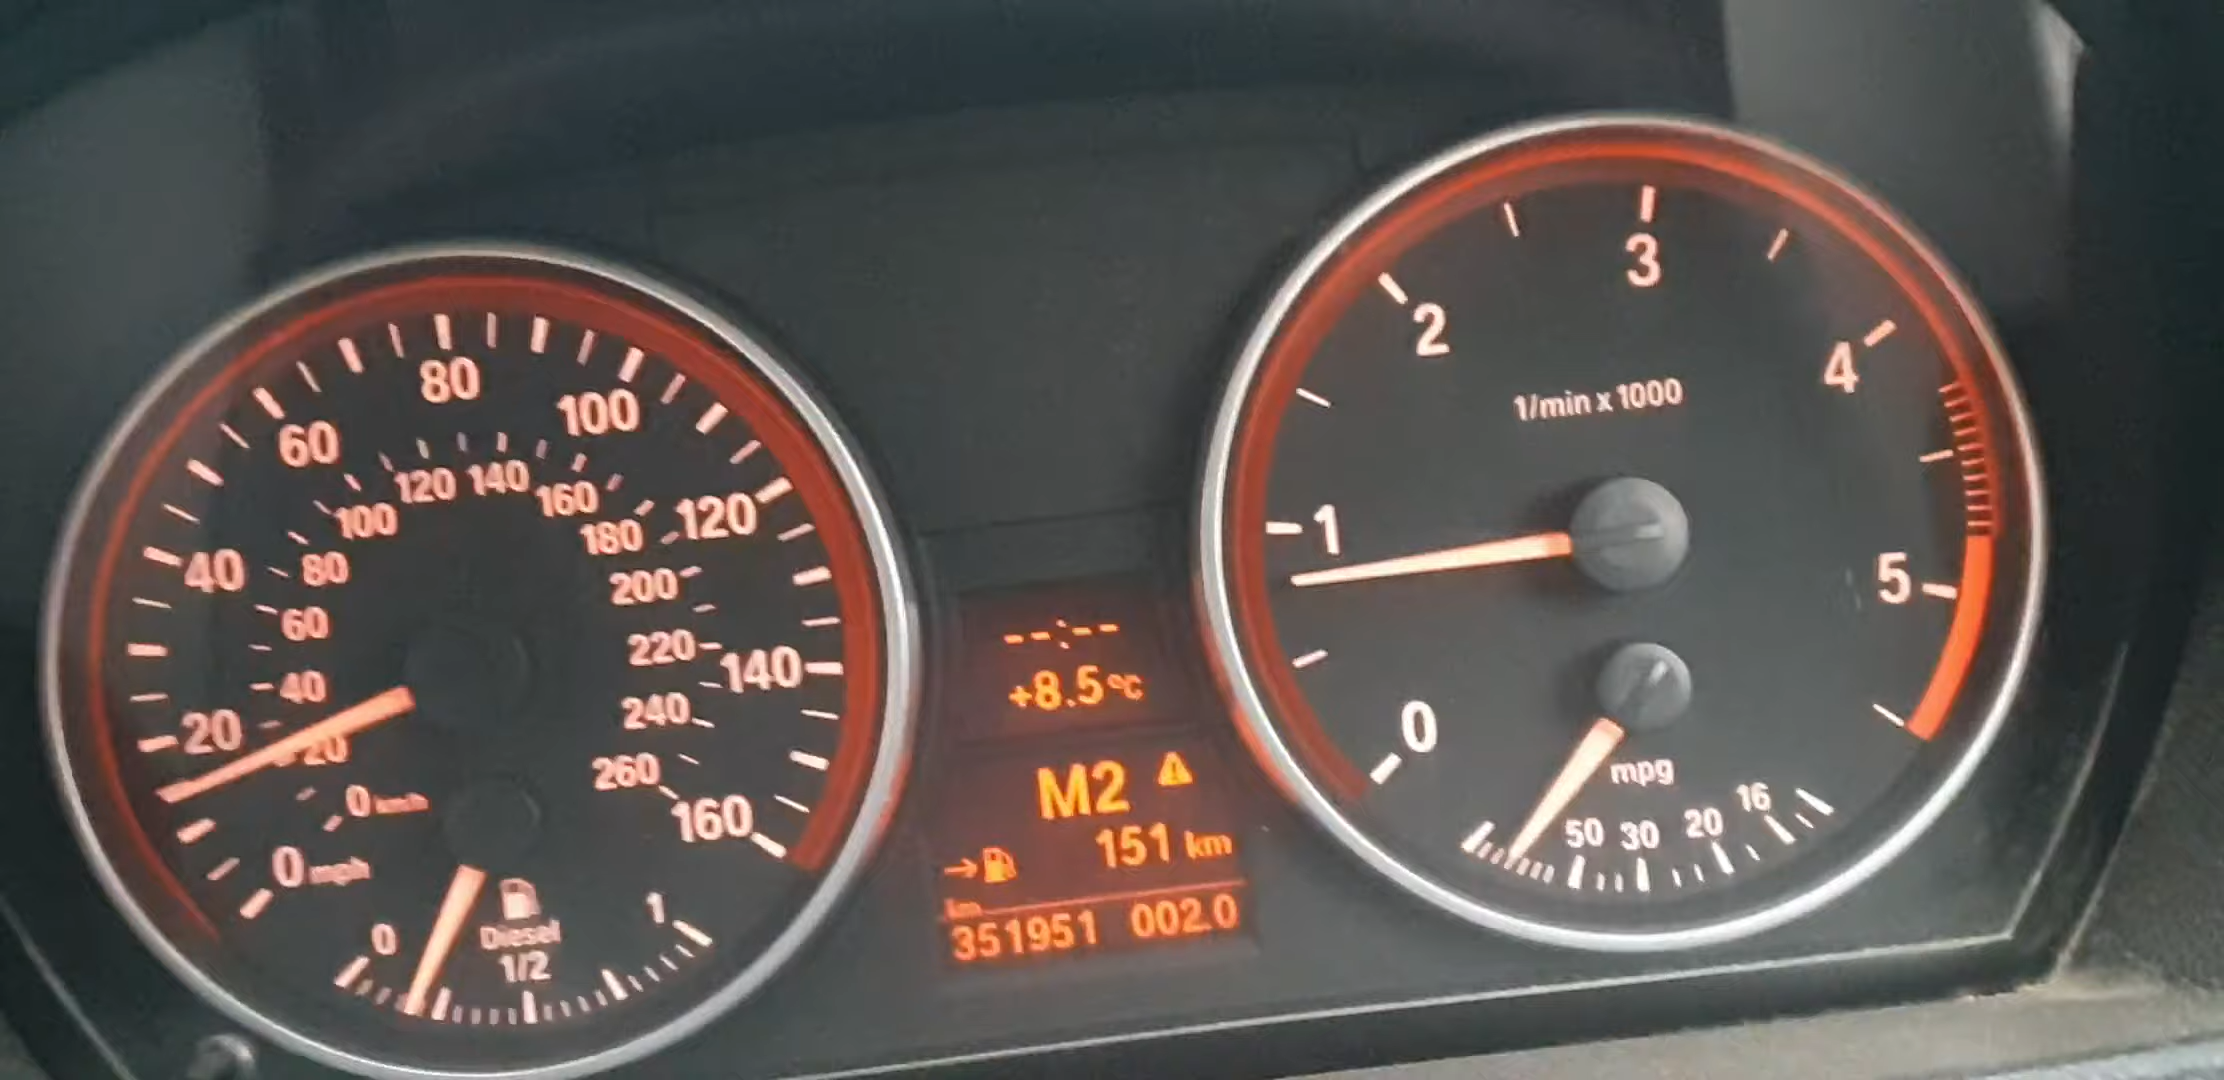 80
60 100
120 140
100 160
180 120
40 80
200
60
220 140
40
20 240
20
260
0 km/h 160
0 mph
0 1
Diesel
1/2
--:--
+8.5°C
M2
151 km
km
351951 002.0
3
2
4
1/min x 1000
1
5
0
mpg
50 30 20 16